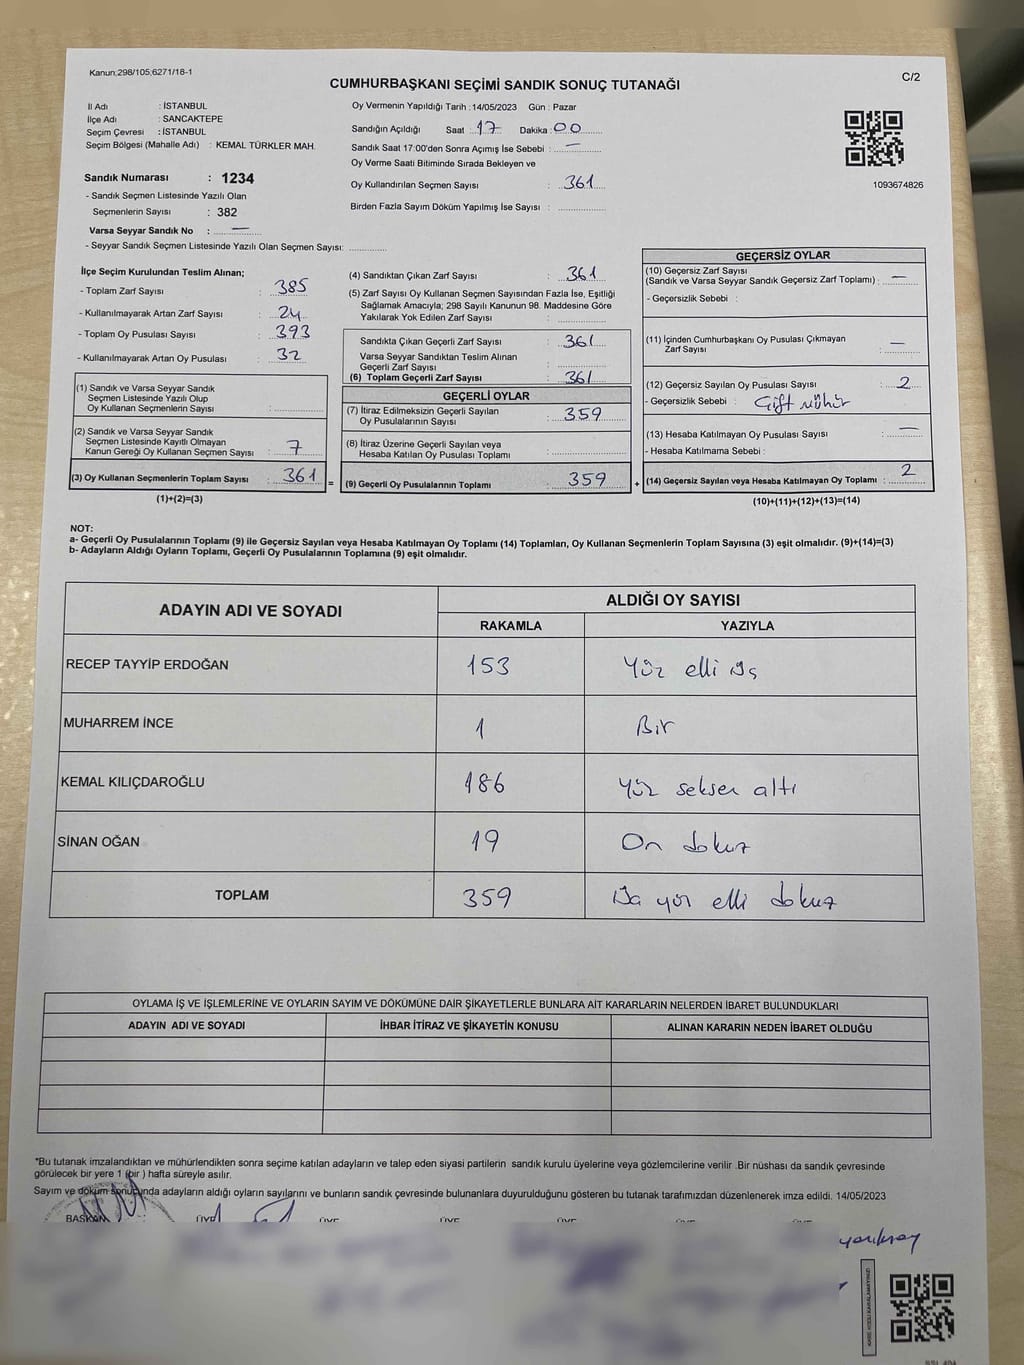 Kanun;298/105;6271/18-1
C/2
CUMHURBAŞKANI SEÇİMİ SANDIK SONUÇ TUTANAĞI
İl Adı : İSTANBUL
İlçe Adı : SANCAKTEPE
Seçim Çevresi : İSTANBUL
Seçim Bölgesi (Mahalle Adı) : KEMAL TÜRKLER MAH.
Sandık Numarası : 1234
- Sandık Seçmen Listesinde Yazılı Olan
Seçmenlerin Sayısı : 382
Varsa Seyyar Sandık No : —
- Seyyar Sandık Seçmen Listesinde Yazılı Olan Seçmen Sayısı: ............
Oy Vermenin Yapıldığı Tarih :14/05/2023 Gün : Pazar
Sandığın Açıldığı Saat 17 Dakika : 00
Sandık Saat 17:00'den Sonra Açımış İse Sebebi : —
Oy Verme Saati Bitiminde Sırada Bekleyen ve
Oy Kullandırılan Seçmen Sayısı : 361
Birden Fazla Sayım Döküm Yapılmış İse Sayısı : ...............
1093674826
İlçe Seçim Kurulundan Teslim Alınan;
- Toplam Zarf Sayısı : 385
- Kullanılmayarak Artan Zarf Sayısı : 24
- Toplam Oy Pusulası Sayısı : 393
- Kullanılmayarak Artan Oy Pusulası : 32
(1) Sandık ve Varsa Seyyar Sandık
Seçmen Listesinde Yazılı Olup
Oy Kullanan Seçmenlerin Sayısı : ...............
(2) Sandık ve Varsa Seyyar Sandık
Seçmen Listesinde Kayıtlı Olmayan
Kanun Gereği Oy Kullanan Seçmen Sayısı : 7
(3) Oy Kullanan Seçmenlerin Toplam Sayısı : 361
(1)+(2)=(3)
(4) Sandıktan Çıkan Zarf Sayısı : 361
(5) Zarf Sayısı Oy Kullanan Seçmen Sayısından Fazla İse, Eşitliği
Sağlamak Amacıyla; 298 Sayılı Kanunun 98. Maddesine Göre
Yakılarak Yok Edilen Zarf Sayısı : ...............
Sandıkta Çıkan Geçerli Zarf Sayısı : 361
Varsa Seyyar Sandıktan Teslim Alınan
Geçerli Zarf Sayısı : ...............
(6) Toplam Geçerli Zarf Sayısı : 361
GEÇERLİ OYLAR
(7) İtiraz Edilmeksizin Geçerli Sayılan
Oy Pusulasının Sayısı : 359
(8) İtiraz Üzerine Geçerli Sayılan veya
Hesaba Katılan Oy Pusulası Toplamı : ...............
= (9) Geçerli Oy Pusulalarının Toplamı : 359
GEÇERSİZ OYLAR
(10) Geçersiz Zarf Sayısı
(Sandık ve Varsa Seyyar Sandık Geçersiz Zarf Toplamı) : —
- Geçersizlik Sebebi :
(11) İçinden Cumhurbaşkanı Oy Pusulası Çıkmayan
Zarf Sayısı : —
(12) Geçersiz Sayılan Oy Pusulası Sayısı : 2
- Geçersizlik Sebebi : Çift mühür
(13) Hesaba Katılmayan Oy Pusulası Sayısı : —
- Hesaba Katılmama Sebebi :
+ (14) Geçersiz Sayılan veya Hesaba Katılmayan Oy Toplamı : 2
(10)+(11)+(12)+(13)=(14)
NOT:
a- Geçerli Oy Pusulalarının Toplamı (9) ile Geçersiz Sayılan veya Hesaba Katılmayan Oy Toplamı (14) Toplamları, Oy Kullanan Seçmenlerin Toplam Sayısına (3) eşit olmalıdır. (9)+(14)=(3)
b- Adayların Aldığı Oyların Toplamı, Geçerli Oy Pusulalarının Toplamına (9) eşit olmalıdır.
ADAYIN ADI VE SOYADI
ALDIĞI OY SAYISI
RAKAMLA YAZIYLA
RECEP TAYYİP ERDOĞAN 153 Yüz elli üç
MUHARREM İNCE 1 Bir
KEMAL KILIÇDAROĞLU 186 Yüz seksen altı
SİNAN OĞAN 19 On dokuz
TOPLAM 359 Üç yüz elli dokuz
OYLAMA İŞ VE İŞLEMLERİNE VE OYLARIN SAYIM VE DÖKÜMÜNE DAİR ŞİKAYETLERLE BUNLARA AİT KARARLARIN NELERDEN İBARET BULUNDUKLARI
ADAYIN ADI VE SOYADI İHBAR İTİRAZ VE ŞİKAYETİN KONUSU ALINAN KARARIN NEDEN İBARET OLDUĞU
*Bu tutanak imzalandıktan ve mühürlendikten sonra seçime katılan adayların ve talep eden siyasi partilerin sandık kurulu üyelerine veya gözlemcilerine verilir .Bir nüshası da sandık çevresinde
görülecek bir yere 1 (bir ) hafta süreyle asılır.
Sayım ve döküm sonucunda adayların aldığı oyların sayılarını ve bunların sandık çevresinde bulunanlara duyurulduğunu gösteren bu tutanak tarafımızdan düzenlenerek imza edildi. 14/05/2023
BAŞKAN ÜYE ÜYE ÜYE ÜYE ÜYE ÜYE